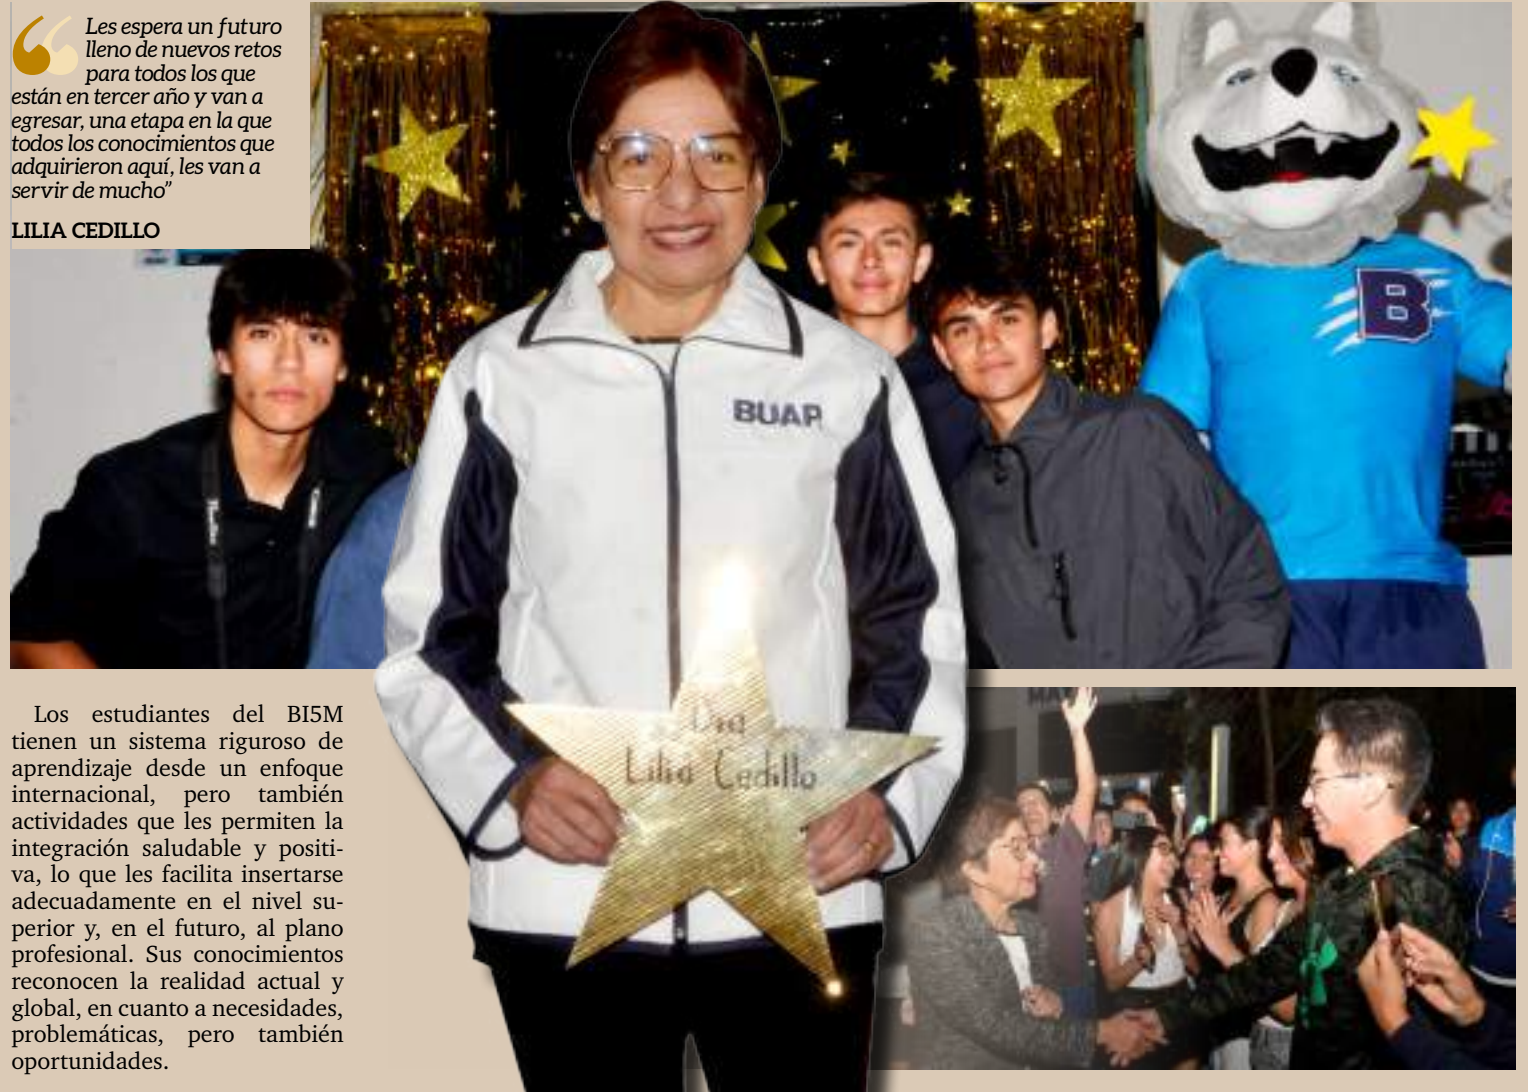 Les espera un futuro
lleno de nuevos retos
para todos los que
están en tercer año y van a
egresar, una etapa en la que
todos los conocimientos que
adquirieron aquí, les van a
servir de mucho”
LILIA CEDILLO
BUAP
B
Dra
Lilia Cedillo
Los estudiantes del BI5M
tienen un sistema riguroso de
aprendizaje desde un enfoque
internacional, pero también
actividades que les permiten la
integración saludable y positi-
va, lo que les facilita insertarse
adecuadamente en el nivel su-
perior y, en el futuro, al plano
profesional. Sus conocimientos
reconocen la realidad actual y
global, en cuanto a necesidades,
problemáticas, pero también
oportunidades.